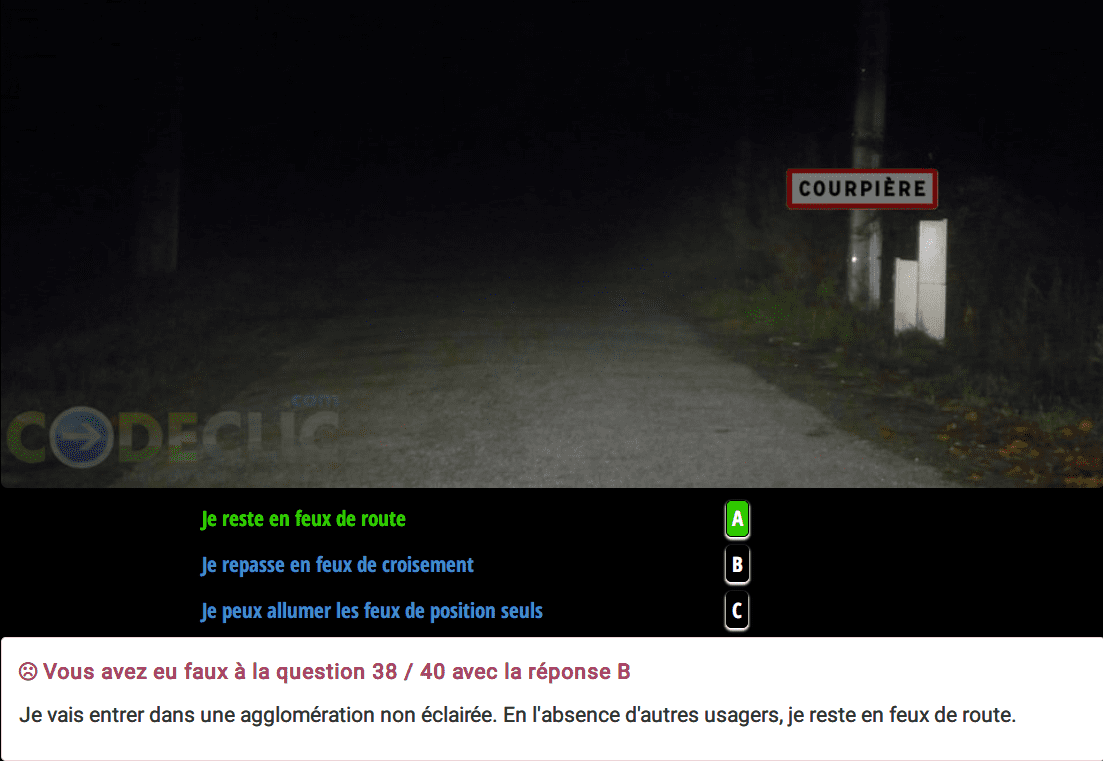 COURPIÈRE
CODECLIC
.com
Je reste en feux de route A
Je repasse en feux de croisement B
Je peux allumer les feux de position seuls C
Vous avez eu faux à la question 38 / 40 avec la réponse B
Je vais entrer dans une agglomération non éclairée. En l'absence d'autres usagers, je reste en feux de route.